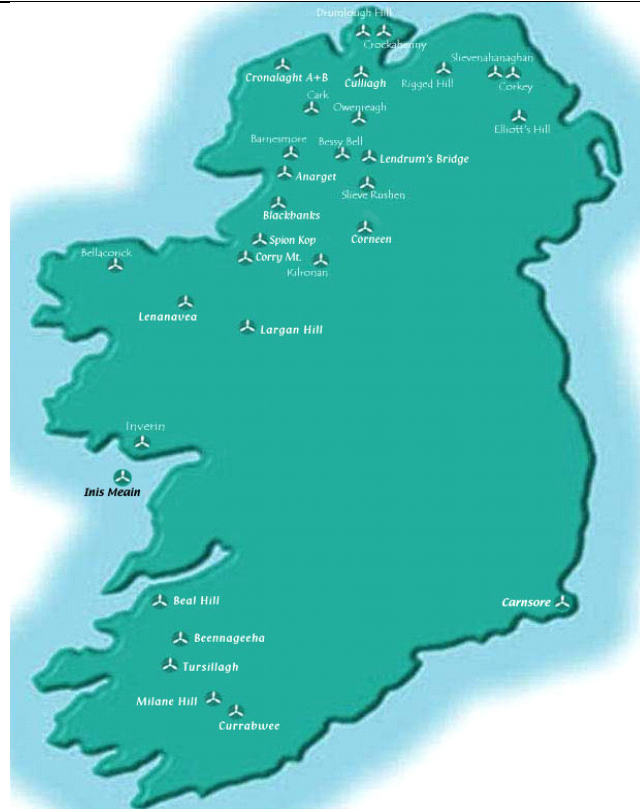 Drumlough Hill
Crockahenny
Slievenahanaghan
Cronalaght A+B
Culliagh
Rigged Hill
Corkey
Cark
Owenreagh
Elliott's Hill
Barnesmore
Bessy Bell
Lendrum's Bridge
Anarget
Slieve Rushen
Blackbanks
Spion Kop
Corneen
Bellacorick
Corry Mt.
Kilronan
Lenanavea
Largan Hill
Inverin
Inis Meain
Beal Hill
Carnsore
Beennageeha
Tursillagh
Milane Hill
Currabwee